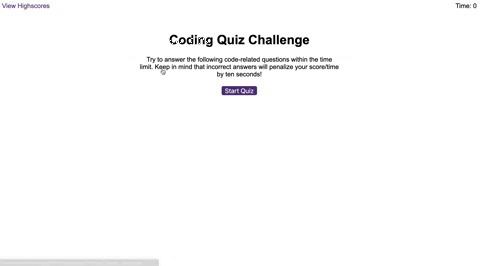 View Highscores
Time: 0
Coding Quiz Challenge
Try to answer the following code-related questions within the time
limit. Keep in mind that incorrect answers will penalize your score/time
by ten seconds!
Start Quiz